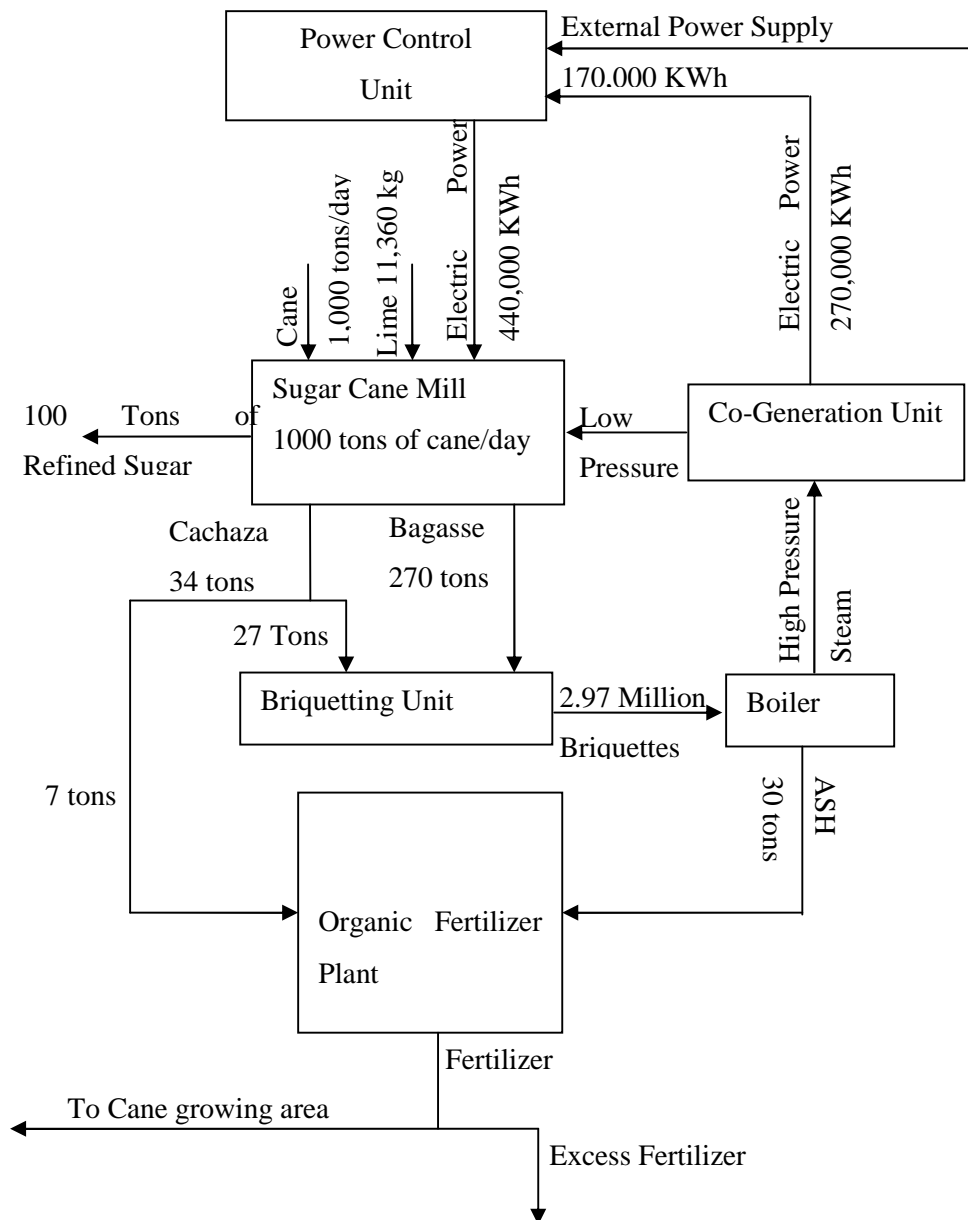 External Power Supply
Power Control
Unit
170,000 KWh
Electric Power
440,000 KWh
Cane
1,000 tons/day
Lime 11,360 kg
Electric Power
270,000 KWh
100 Tons of
Refined Sugar
Sugar Cane Mill
1000 tons of cane/day
Low
Pressure
Co-Generation Unit
Cachaza
34 tons
Bagasse
270 tons
High Pressure
Steam
27 Tons
Briquetting Unit
2.97 Million
Briquettes
Boiler
7 tons
ASH
30 tons
Organic Fertilizer
Plant
Fertilizer
To Cane growing area
Excess Fertilizer